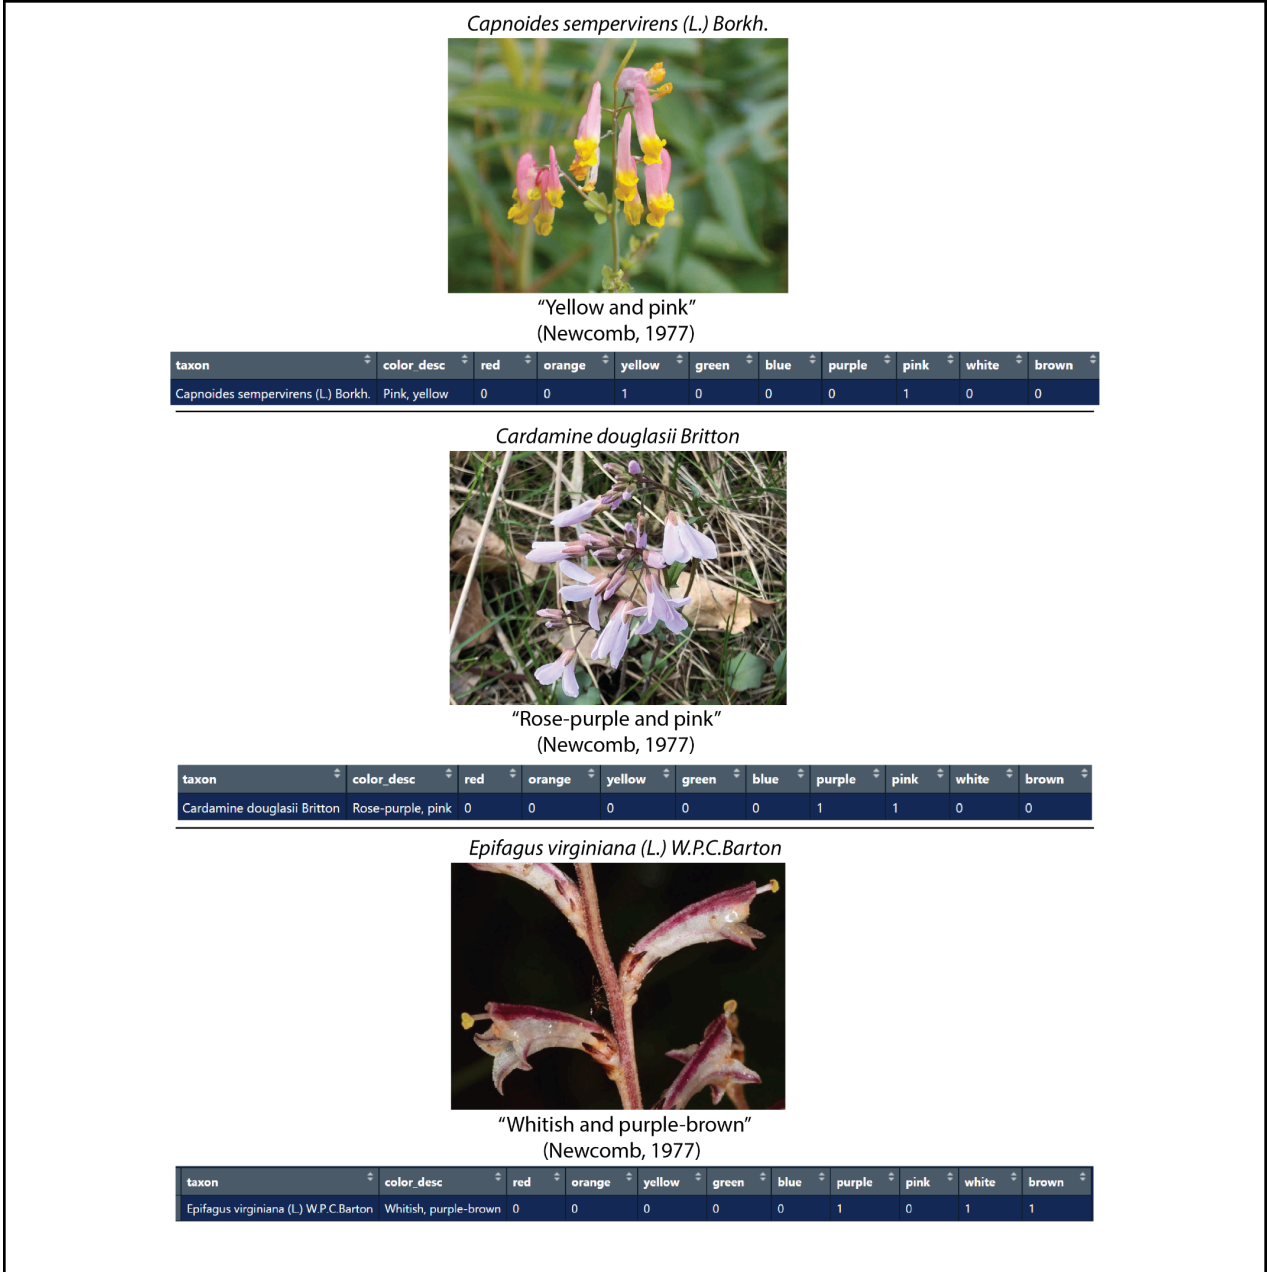 Capnoides sempervirens (L.) Borkh.
“Yellow and pink”
(Newcomb, 1977)
taxon color_desc red orange yellow green blue purple pink white brown
Capnoides sempervirens (L.) Borkh. Pink, yellow 0 0 1 0 0 0 1 0 0
Cardamine douglasii Britton
“Rose-purple and pink”
(Newcomb, 1977)
taxon color_desc red orange yellow green blue purple pink white brown
Cardamine douglasii Britton Rose-purple, pink 0 0 0 0 0 1 1 0 0
Epifagus virginiana (L.) W.P.C.Barton
“Whitish and purple-brown”
(Newcomb, 1977)
taxon color_desc red orange yellow green blue purple pink white brown
Epifagus virginiana (L.) W.P.C.Barton Whitish, purple-brown 0 0 0 0 0 1 0 1 1